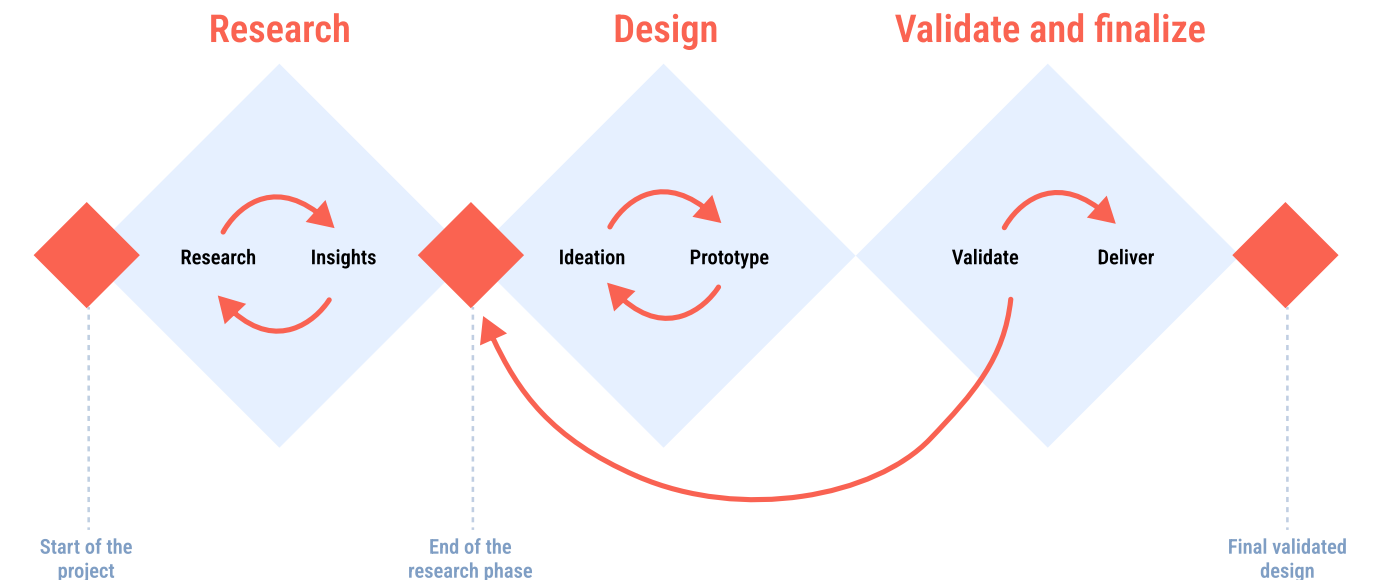 Research
Design
Validate and finalize
Research
Insights
Ideation
Prototype
Validate
Deliver
Start of the
project
End of the
research phase
Final validated
design